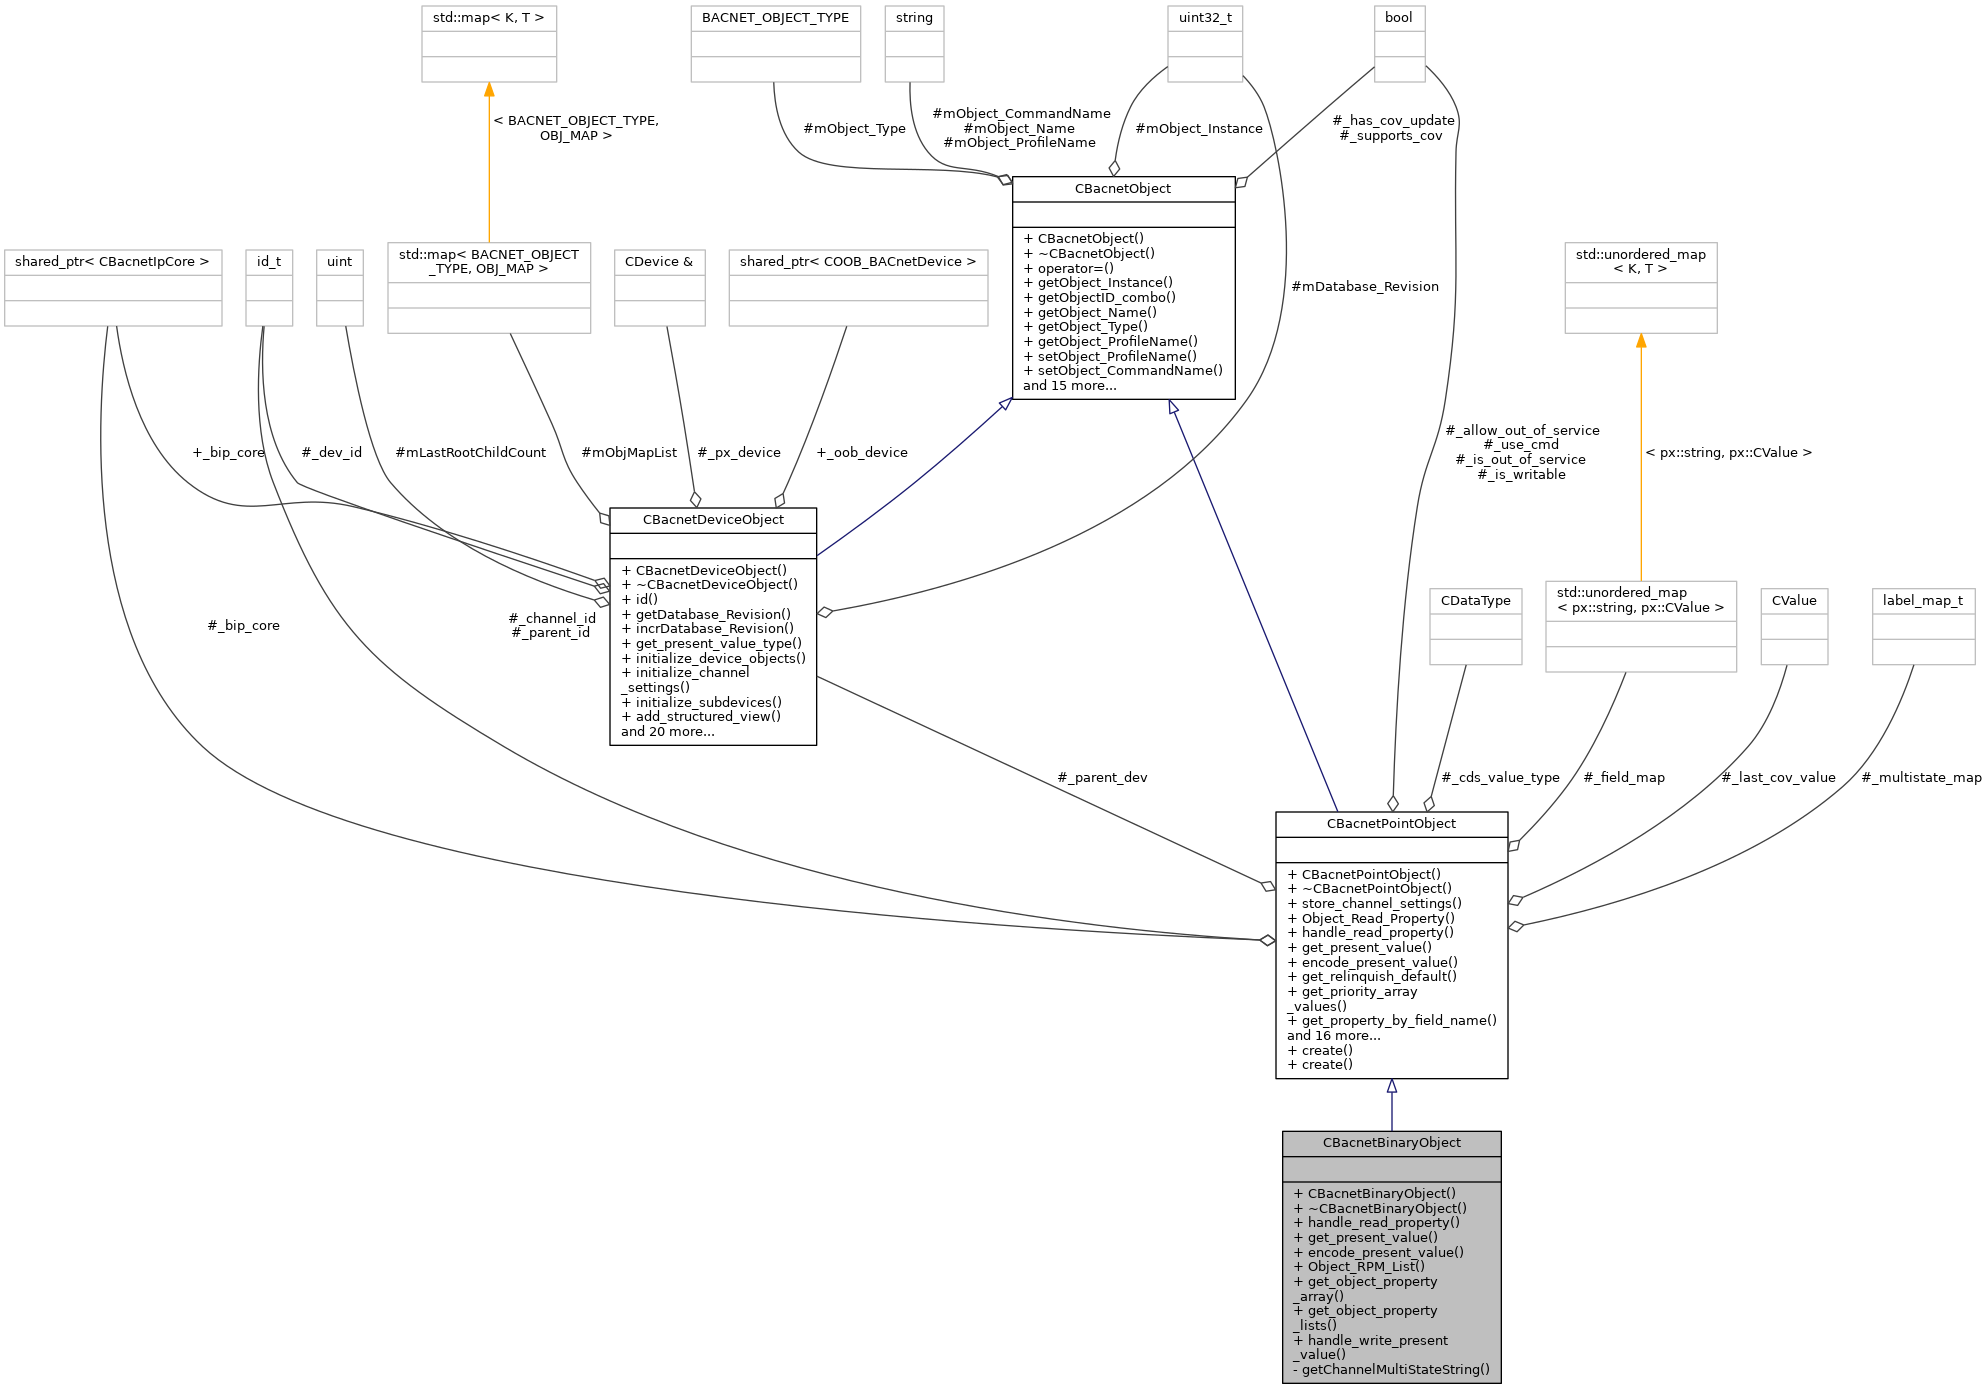 std::map< K, T >
BACNET_OBJECT_TYPE
string
uint32_t
bool
< BACNET_OBJECT_TYPE,
OBJ_MAP >
#mObject_Type
#mObject_CommandName
#mObject_Name
#mObject_ProfileName
#mObject_Instance
#_has_cov_update
#_supports_cov
CBacnetObject
+ CBacnetObject()
+ ~CBacnetObject()
+ operator=()
+ getObject_Instance()
+ getObjectID_combo()
+ getObject_Name()
+ getObject_Type()
+ getObject_ProfileName()
+ setObject_ProfileName()
+ setObject_CommandName()
and 15 more...
shared_ptr< CBacnetIpCore >
id_t
uint
std::map< BACNET_OBJECT
_TYPE, OBJ_MAP >
CDevice &
shared_ptr< COOB_BACnetDevice >
#mDatabase_Revision
std::unordered_map
< K, T >
+_bip_core
#_dev_id
#mLastRootChildCount
#mObjMapList
#_px_device
+_oob_device
#_allow_out_of_service
#_use_cmd
#_is_out_of_service
#_is_writable
< px::string, px::CValue >
CBacnetDeviceObject
+ CBacnetDeviceObject()
+ ~CBacnetDeviceObject()
+ id()
+ getDatabase_Revision()
+ incrDatabase_Revision()
+ get_present_value_type()
+ initialize_device_objects()
+ initialize_channel
_settings()
+ initialize_subdevices()
+ add_structured_view()
and 20 more...
#_bip_core
#_channel_id
#_parent_id
CDataType
std::unordered_map
< px::string, px::CValue >
CValue
label_map_t
#_parent_dev
#_cds_value_type
#_field_map
#_last_cov_value
#_multistate_map
CBacnetPointObject
+ CBacnetPointObject()
+ ~CBacnetPointObject()
+ store_channel_settings()
+ Object_Read_Property()
+ handle_read_property()
+ get_present_value()
+ encode_present_value()
+ get_relinquish_default()
+ get_priority_array
_values()
+ get_property_by_field_name()
and 16 more...
+ create()
+ create()
CBacnetBinaryObject
+ CBacnetBinaryObject()
+ ~CBacnetBinaryObject()
+ handle_read_property()
+ get_present_value()
+ encode_present_value()
+ Object_RPM_List()
+ get_object_property
_array()
+ get_object_property
_lists()
+ handle_write_present
_value()
- getChannelMultiStateString()